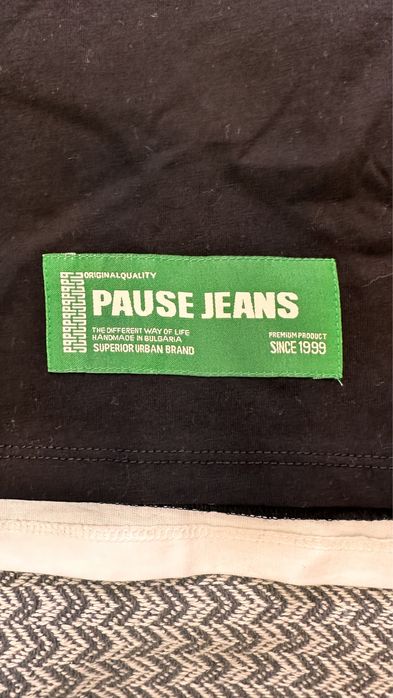 ORIGINALQUALITY
PAUSE JEANS
THE DIFFERENT WAY OF LIFE
HANDMADE IN BULGARIA
SUPERIOR URBAN BRAND
PREMIUM PRODUCT
SINCE 1999